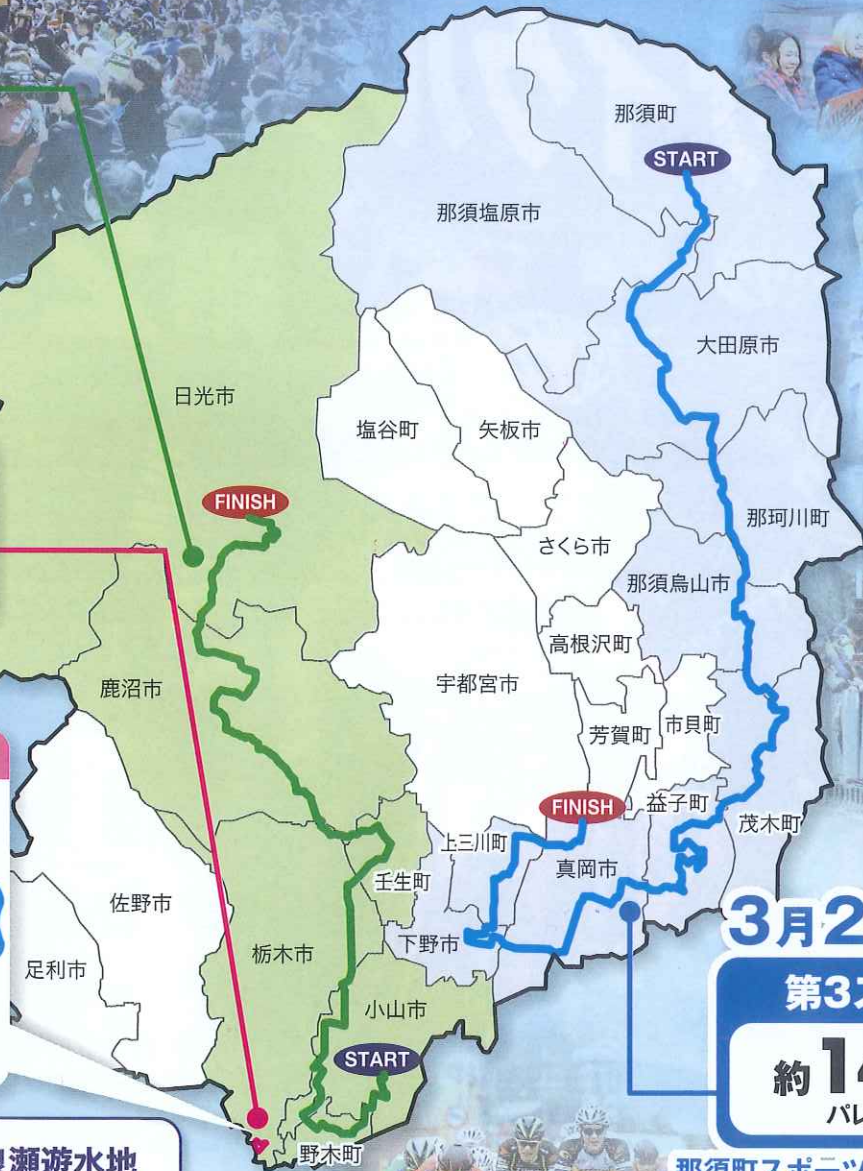 那須町
START
那須塩原市
大田原市
日光市
塩谷町
矢板市
FINISH
那珂川町
さくら市
那須烏山市
高根沢町
鹿沼市
宇都宮市
芳賀町
市貝町
FINISH
益子町
茂木町
上三川町
真岡市
壬生町
佐野市
下野市
栃木市
足利市
小山市
START
野木町
瀬遊水地
3月2
第3ス
約14
パレ
那須町スポーツ